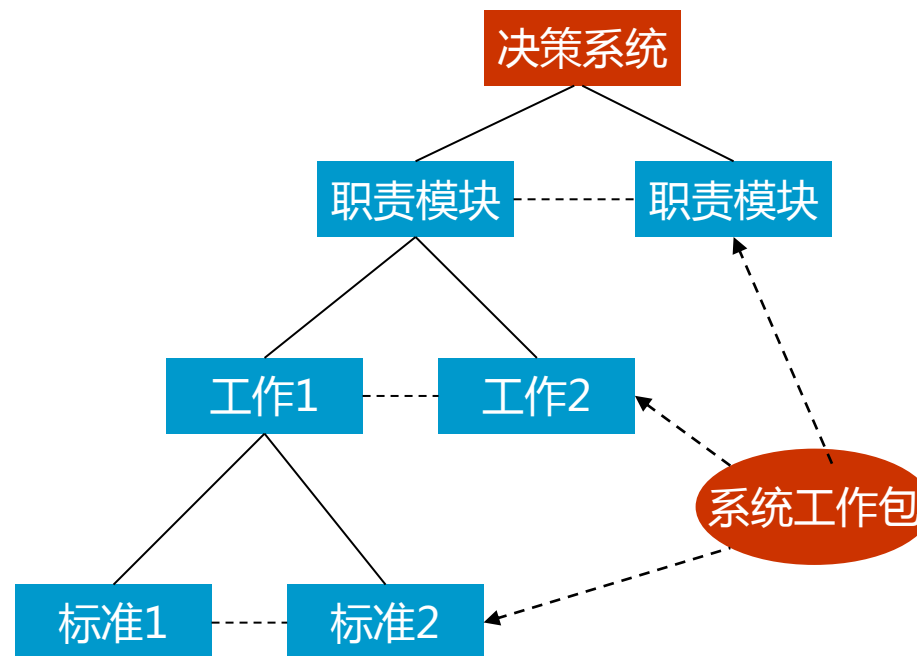 决策系统
职责模块
职责模块
工作1
工作2
系统工作包
标准1
标准2